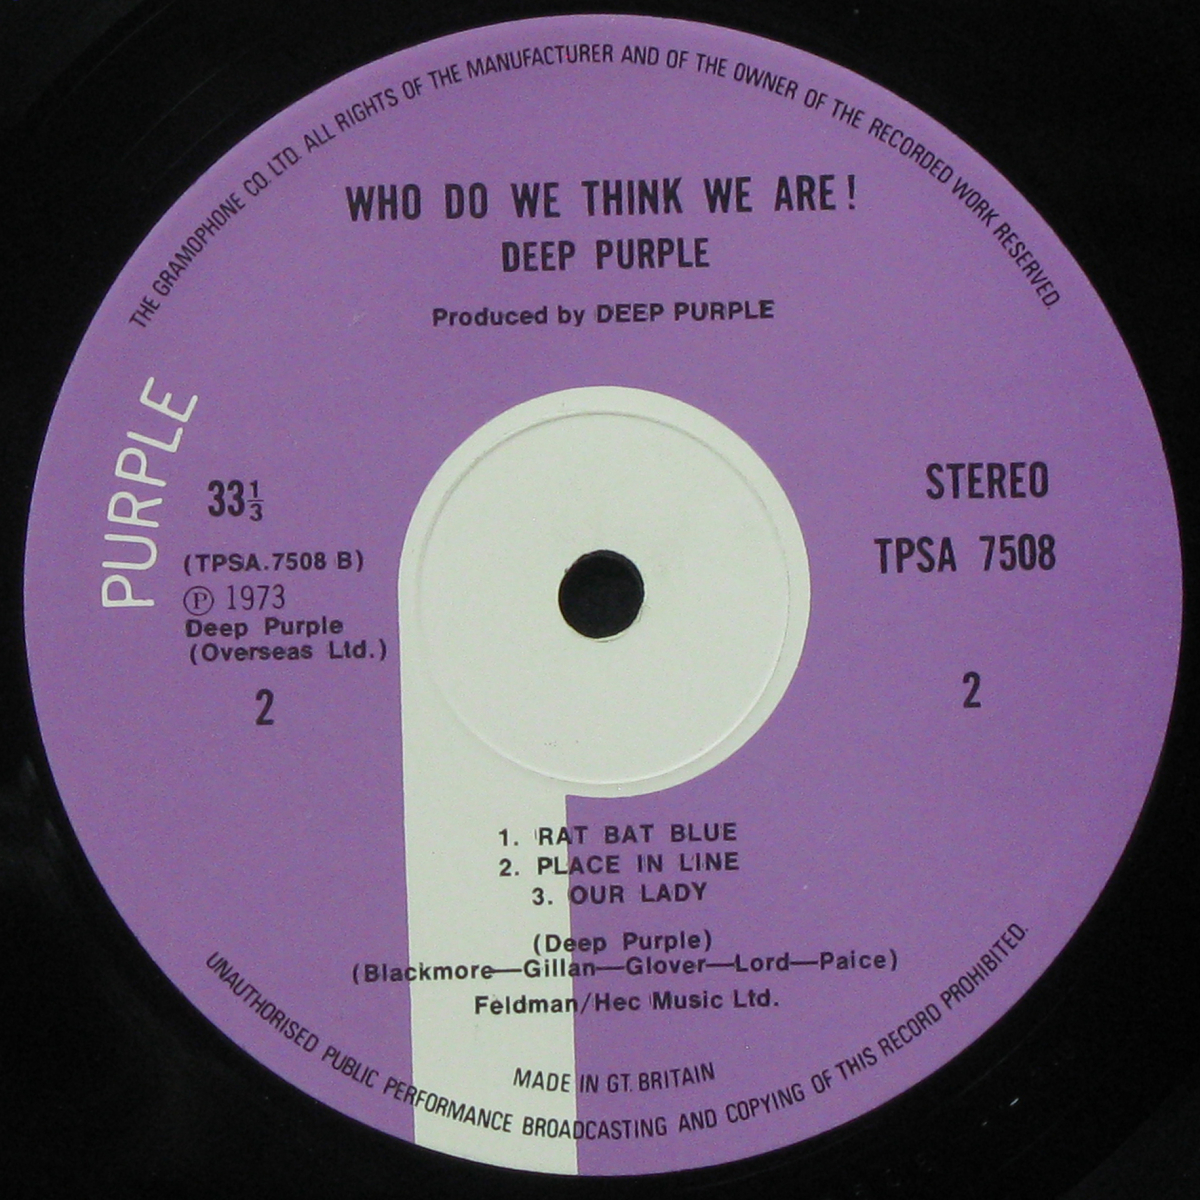 THE GRAMOPHONE CO. LTD. ALL RIGHTS OF THE MANUFACTURER AND OF THE OWNER OF THE RECORDED WORK RESERVED.
WHO DO WE THINK WE ARE!
DEEP PURPLE
Produced by DEEP PURPLE
PURPLE
33⅓
(TPSA.7508 B)
Ⓟ 1973
Deep Purple
(Overseas Ltd.)
2
STEREO
TPSA 7508
2
1. RAT BAT BLUE
2. PLACE IN LINE
3. OUR LADY
(Deep Purple)
(Blackmore—Gillan—Glover—Lord—Paice)
Feldman/Hec Music Ltd.
MADE IN GT. BRITAIN
UNAUTHORISED PUBLIC PERFORMANCE BROADCASTING AND COPYING OF THIS RECORD PROHIBITED.